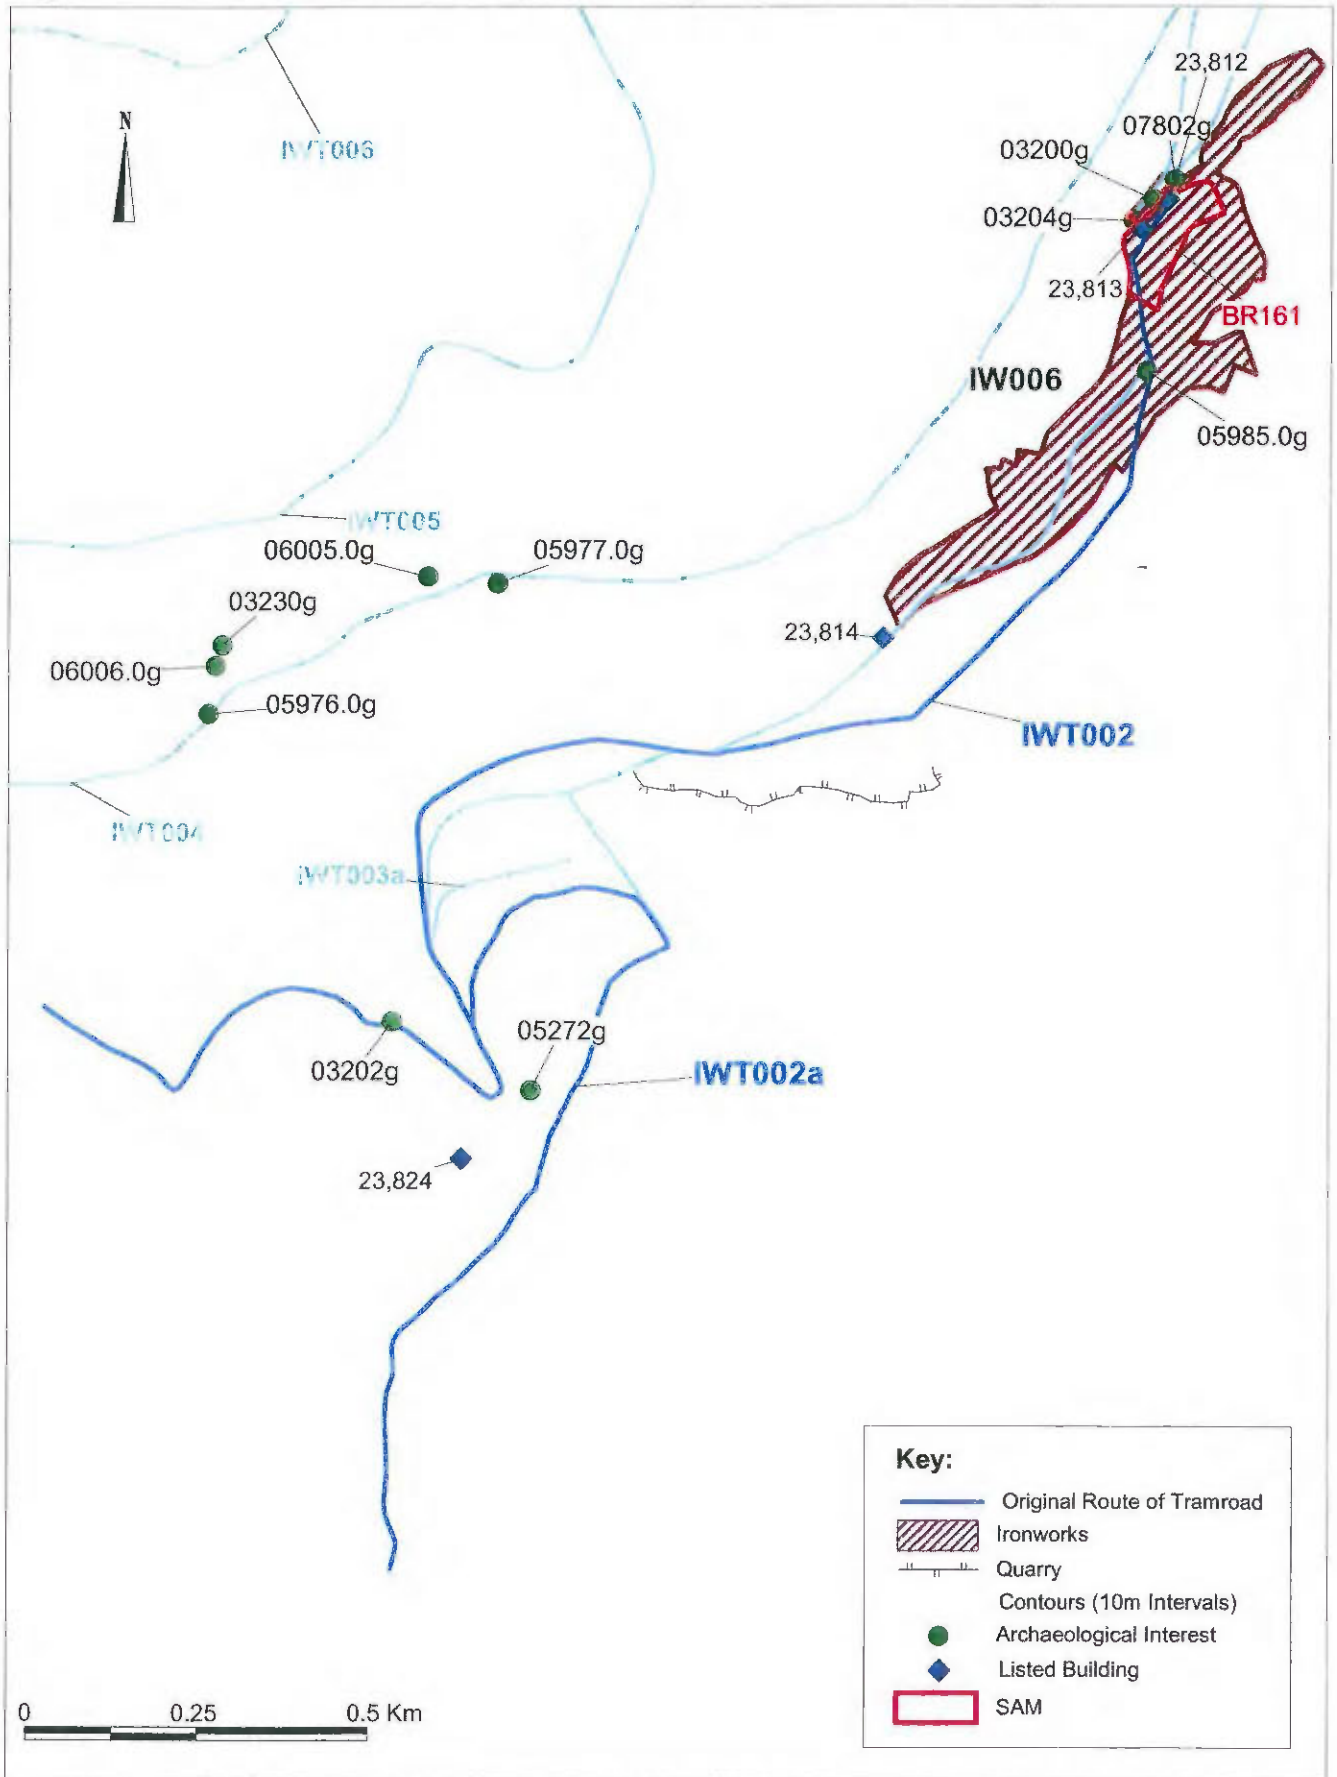 23,812
N
07802g
IWT006
03200g
03204g
23,813
BR161
IW006
05985.0g
IWT005
06005.0g
05977.0g
03230g
23,814
06006.0g
05976.0g
IWT002
IWT004
IWT003a
05272g
03202g
IWT002a
23,824
Key:
Original Route of Tramroad
Ironworks
Quarry
Contours (10m Intervals)
Archaeological Interest
Listed Building
SAM
0 0.25 0.5 Km